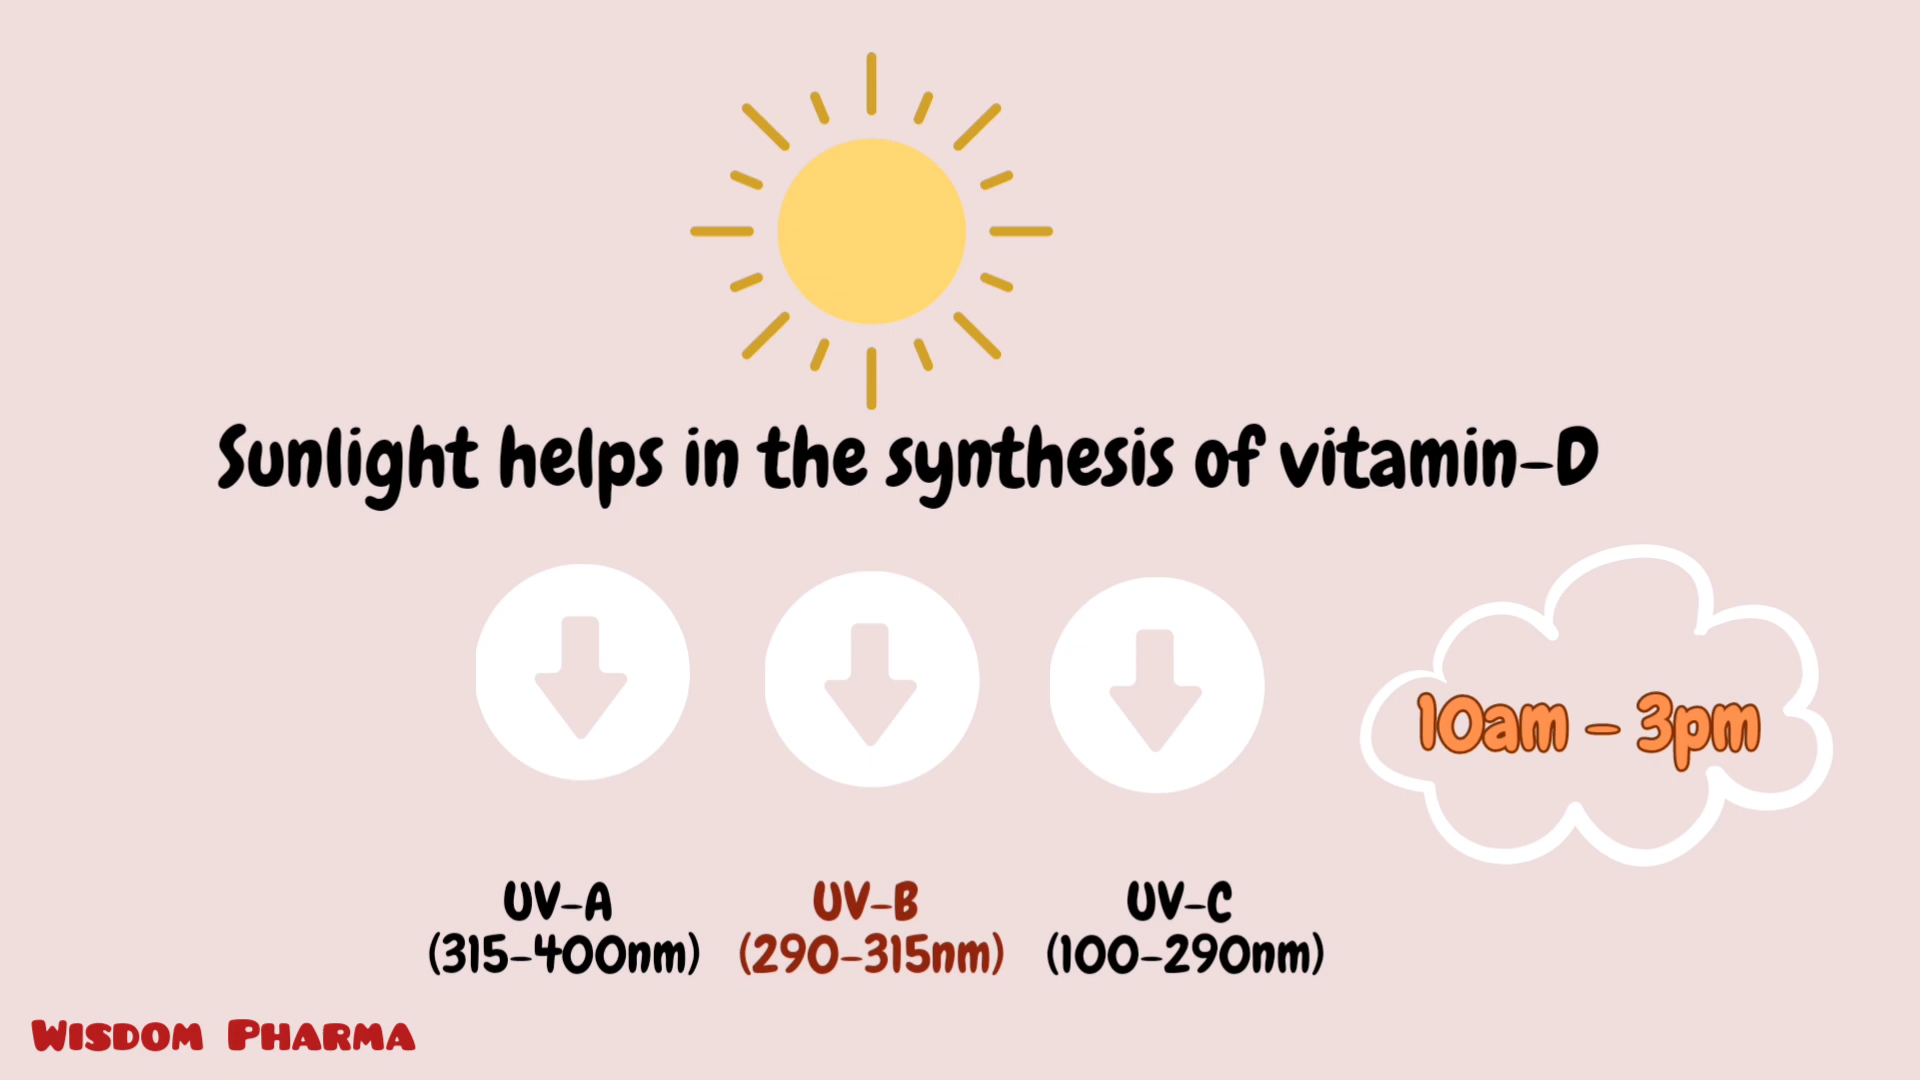 Sunlight helps in the synthesis of vitamin-D
10am - 3pm
UV-A
(315-400nm)
UV-B
(290-315nm)
UV-C
(100-290nm)
Wisdom Pharma